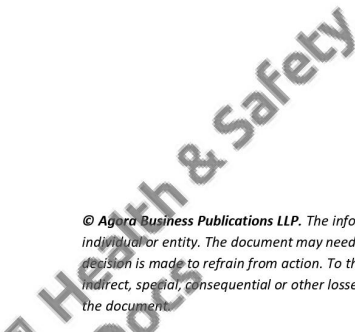 Health & Safety
Docs
© Agora Business Publications LLP. The info
individual or entity. The document may need
decision is made to refrain from action. To th
indirect, special, consequential or other losse
the document.